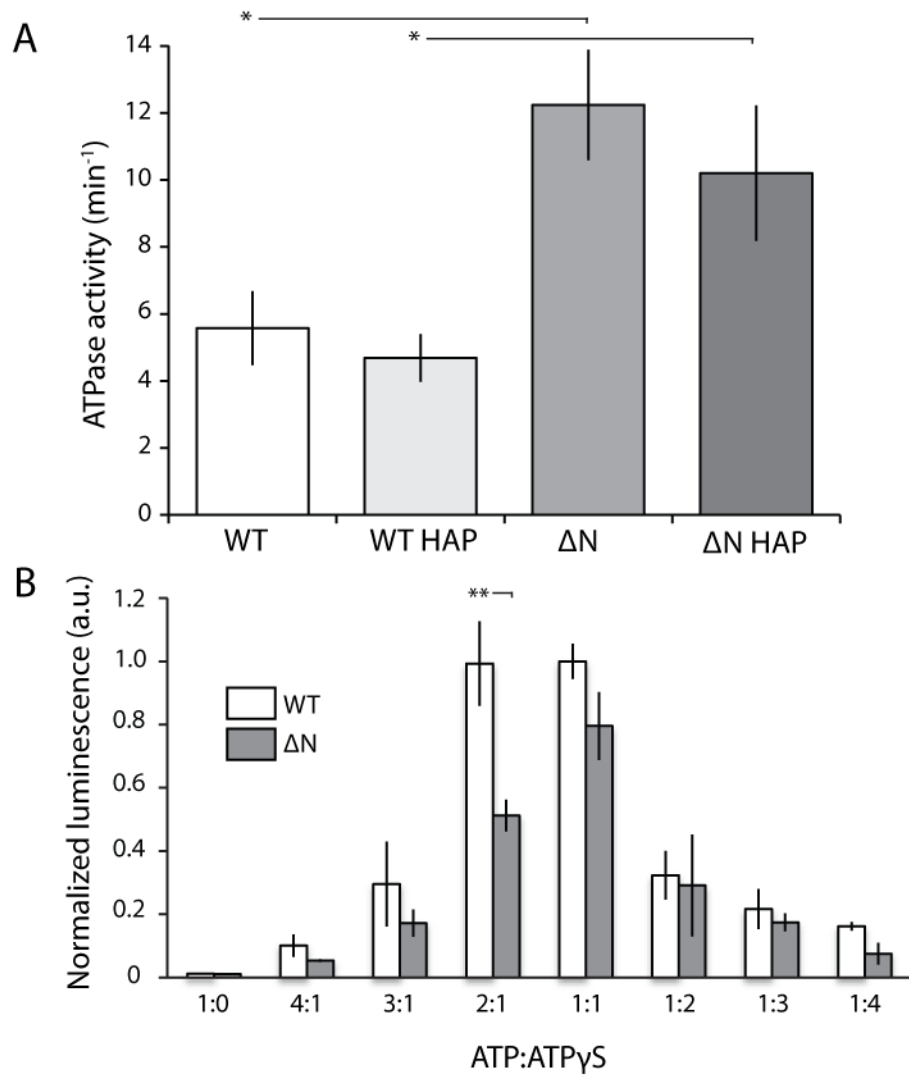 A
* 
*
14
12
10
8
6
4
2
0
ATPase activity (min⁻¹)
WT WT HAP ΔN ΔN HAP
B
**
1.2
1.0
0.8
0.6
0.4
0.2
0
Normalized luminescence (a.u.)
WT
ΔN
1:0 4:1 3:1 2:1 1:1 1:2 1:3 1:4
ATP:ATPγS